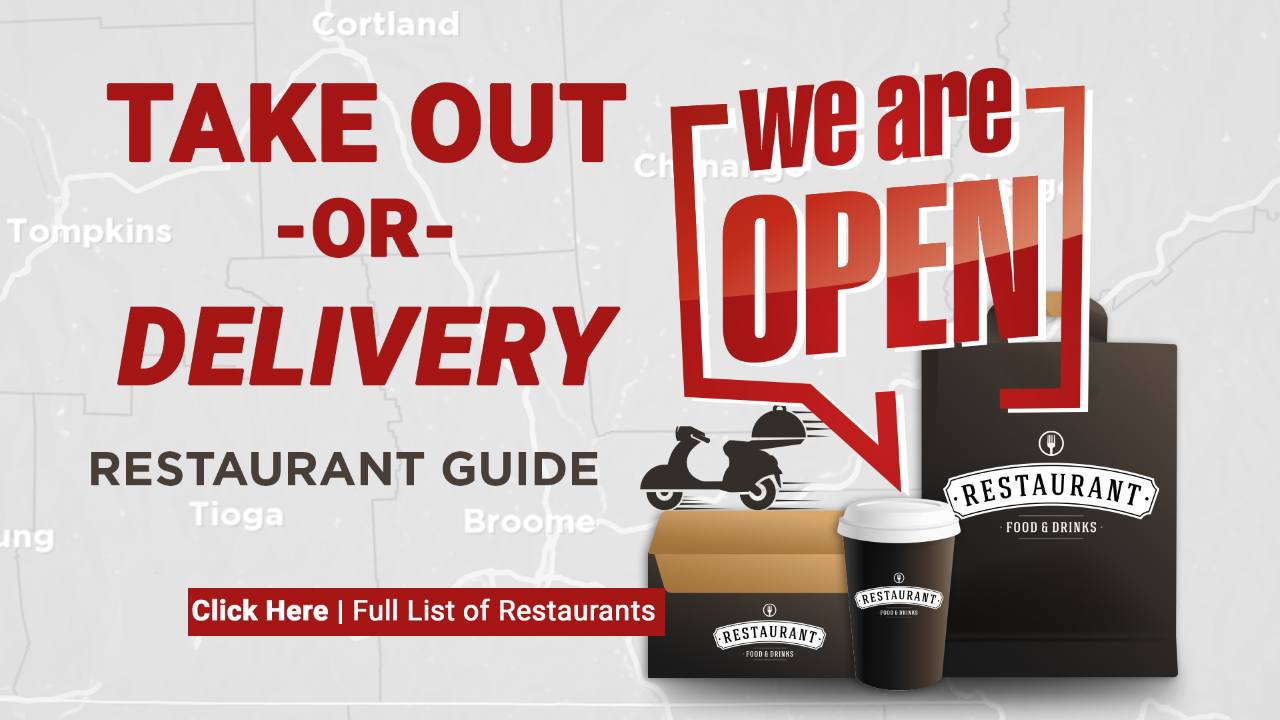 Cortland
TAKE OUT
-OR-
DELIVERY
RESTAURANT GUIDE
Tompkins
Tioga
Broome
Click Here | Full List of Restaurants
we are
OPEN
RESTAURANT
FOOD & DRINKS
RESTAURANT
FOOD & DRINKS
RESTAURANT
FOOD & DRINKS